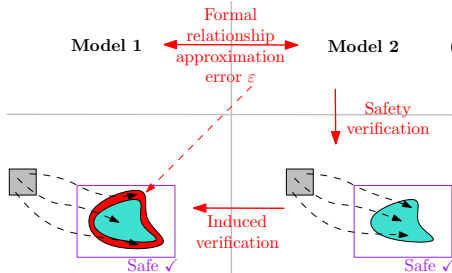 Formal
relationship
Model 1
Model 2
approximation
error ε
Safety
verification
Induced
verification
Safe ✓
Safe ✓